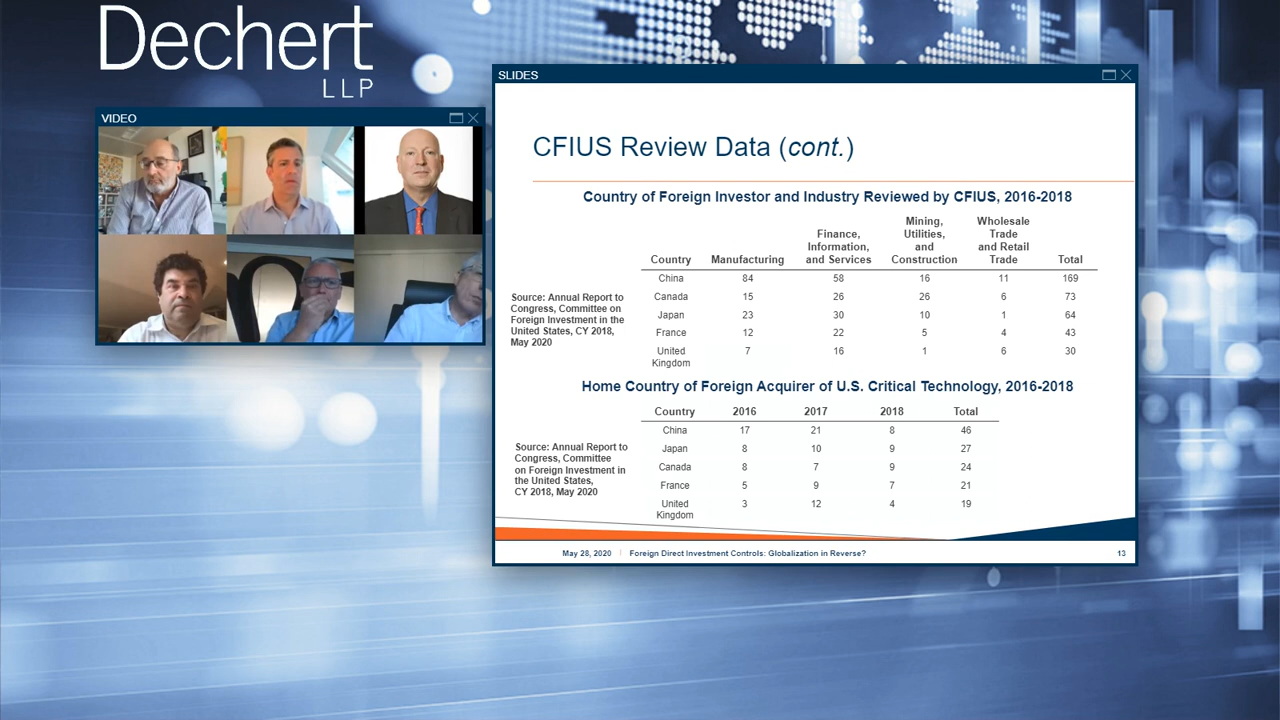 Dechert
LLP
VIDEO
SLIDES
CFIUS Review Data (cont.)
Country of Foreign Investor and Industry Reviewed by CFIUS, 2016-2018
Country Manufacturing Finance, Information, and Services Mining, Utilities, and Construction Wholesale Trade and Retail Trade Total
China 84 58 16 11 169
Canada 15 26 26 6 73
Japan 23 30 10 1 64
France 12 22 5 4 43
United Kingdom 7 16 1 6 30
Source: Annual Report to
Congress, Committee on
Foreign Investment in the
United States, CY 2018,
May 2020
Home Country of Foreign Acquirer of U.S. Critical Technology, 2016-2018
Country 2016 2017 2018 Total
China 17 21 8 46
Japan 8 10 9 27
Canada 8 7 9 24
France 5 9 7 21
United Kingdom 3 12 4 19
Source: Annual Report to
Congress, Committee
on Foreign Investment in
the United States,
CY 2018, May 2020
May 28, 2020 | Foreign Direct Investment Controls: Globalization in Reverse? 13